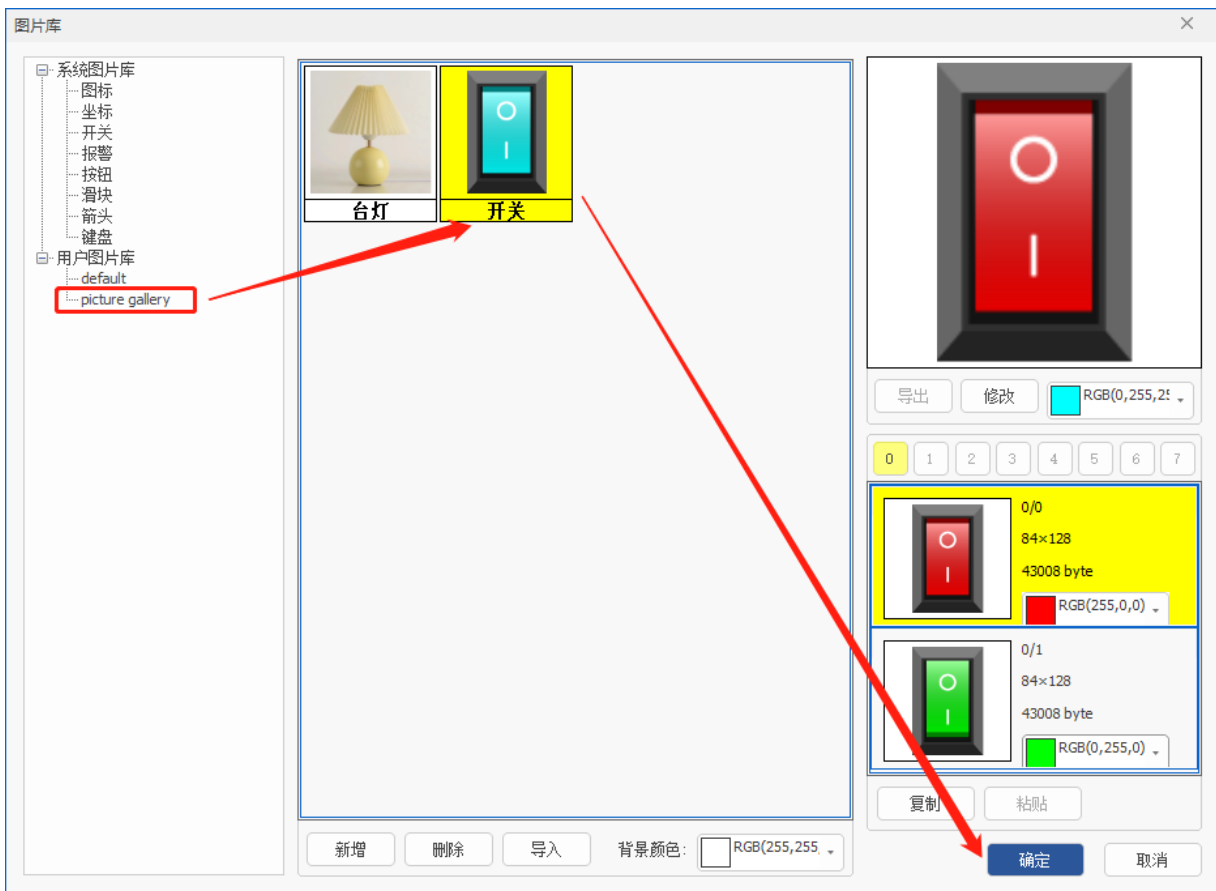 图片库
系统图片库
图标
坐标
开关
报警
按钮
滑块
箭头
键盘
用户图片库
default
picture gallery
台灯
开关
新增
删除
导入
背景颜色:
RGB(255,255,
导出
修改
RGB(0,255,25
0 1 2 3 4 5 6 7
0/0
84×128
43008 byte
RGB(255,0,0)
0/1
84×128
43008 byte
RGB(0,255,0)
复制
粘贴
确定
取消